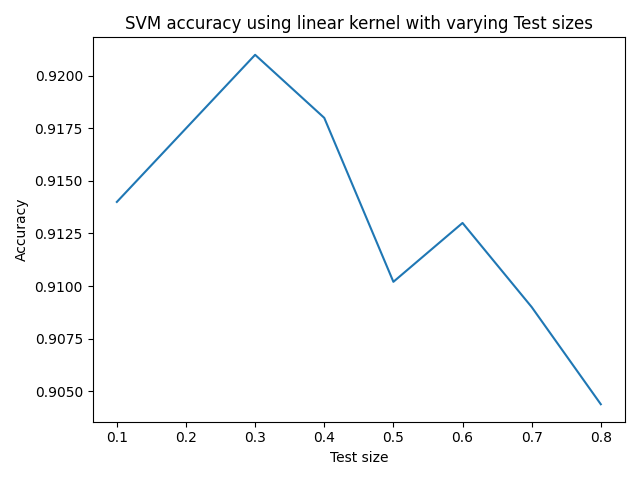 SVM accuracy using linear kernel with varying Test sizes
0.9200
0.9175
0.9150
0.9125
0.9100
0.9075
0.9050
Accuracy
0.1 0.2 0.3 0.4 0.5 0.6 0.7 0.8
Test size